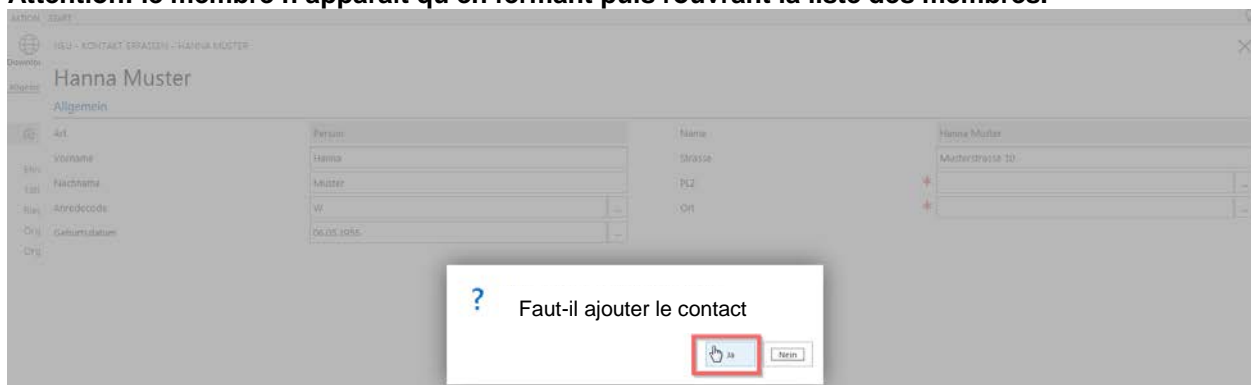 Attention: le membre n'apparaît qu'en fermant puis rouvrant la liste des membres.
AKTION START
NEU - KONTAKT ERFASSEN - HANNA MUSTER
Hanna Muster
Allgemein
Art Person Name Hanna Muster
Vorname Hanna Strasse Musterstrasse 10
Nachname Muster PLZ *
Anredecode W ... Ort *
Geburtsdatum 06.05.1955 ...
? Faut-il ajouter le contact
Ja Nein